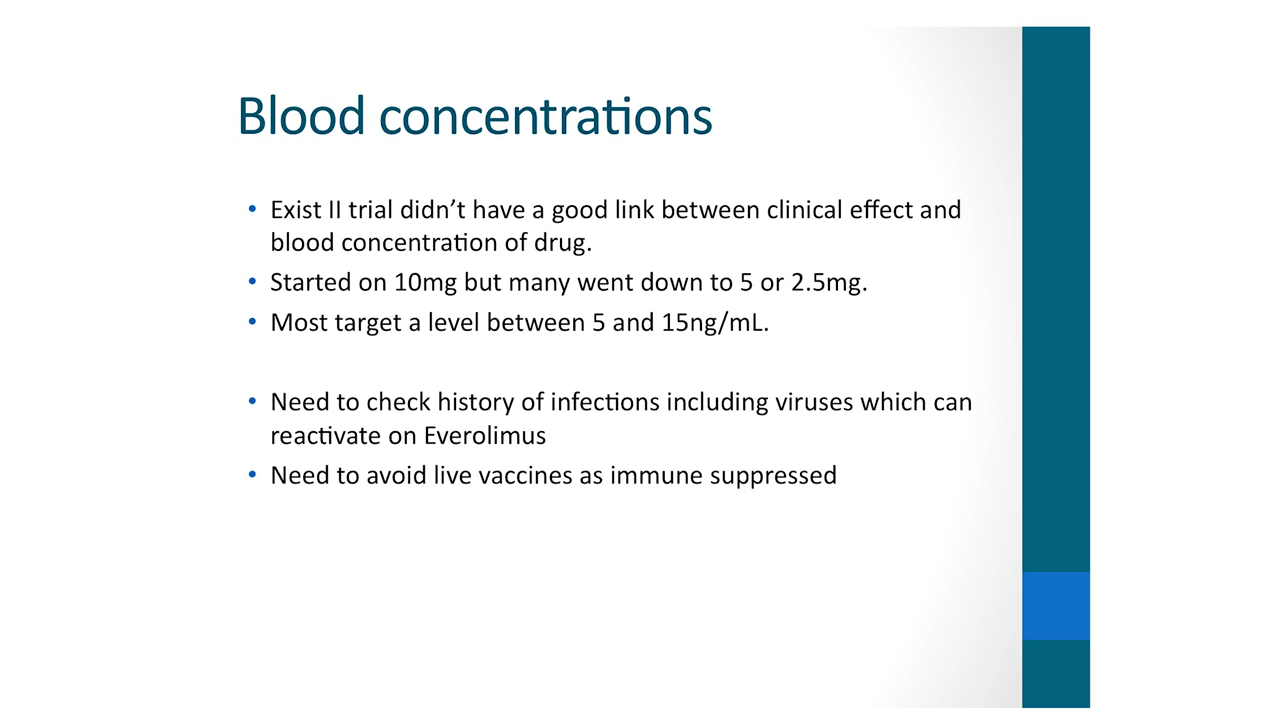 Blood concentrations
• Exist II trial didn’t have a good link between clinical effect and
blood concentration of drug.
• Started on 10mg but many went down to 5 or 2.5mg.
• Most target a level between 5 and 15ng/mL.
• Need to check history of infections including viruses which can
reactivate on Everolimus
• Need to avoid live vaccines as immune suppressed